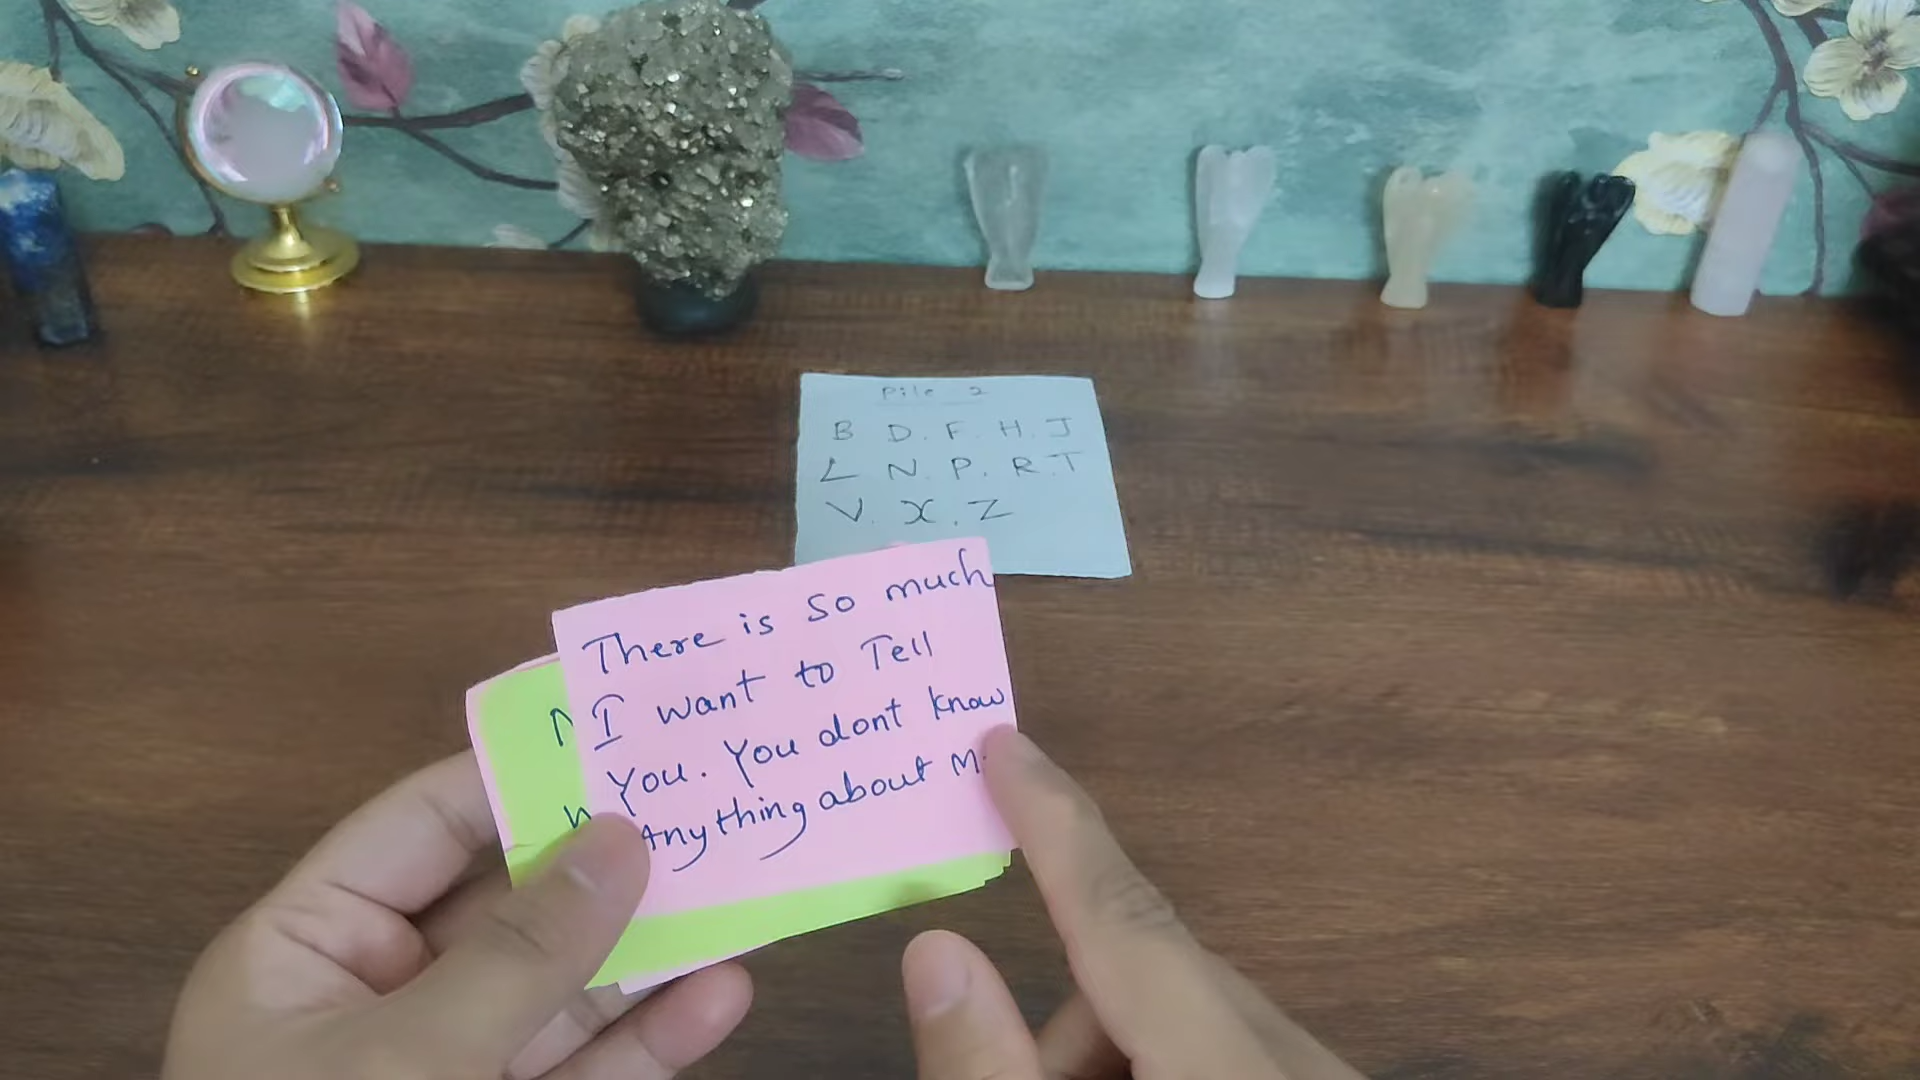 Pile 2
B D. F. H. J
L N. P. R. T
V. X. Z
There is so much
I want to Tell
You. You dont know
Anything about